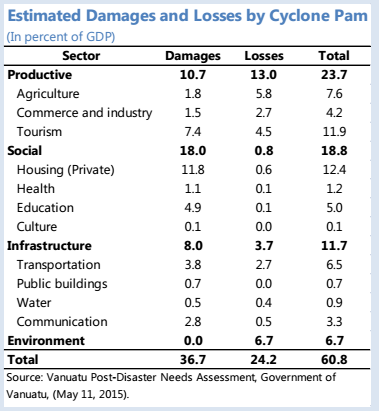 Estimated Damages and Losses by Cyclone Pam
(In percent of GDP)
Sector Damages Losses Total
Productive 10.7 13.0 23.7
Agriculture 1.8 5.8 7.6
Commerce and industry 1.5 2.7 4.2
Tourism 7.4 4.5 11.9
Social 18.0 0.8 18.8
Housing (Private) 11.8 0.6 12.4
Health 1.1 0.1 1.2
Education 4.9 0.1 5.0
Culture 0.1 0.0 0.1
Infrastructure 8.0 3.7 11.7
Transportation 3.8 2.7 6.5
Public buildings 0.7 0.0 0.7
Water 0.5 0.4 0.9
Communication 2.8 0.5 3.3
Environment 0.0 6.7 6.7
Total 36.7 24.2 60.8
Source: Vanuatu Post-Disaster Needs Assessment, Government of
Vanuatu, (May 11, 2015).